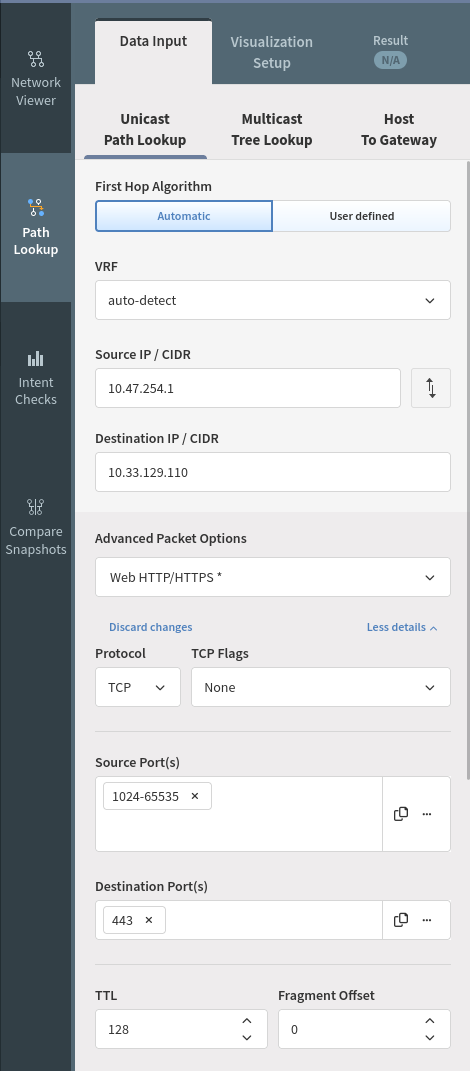 Network
Viewer
Path
Lookup
Intent
Checks
Compare
Snapshots
Data Input
Visualization
Setup
Result
N/A
Unicast
Path Lookup
Multicast
Tree Lookup
Host
To Gateway
First Hop Algorithm
Automatic
User defined
VRF
auto-detect
Source IP / CIDR
10.47.254.1
Destination IP / CIDR
10.33.129.110
Advanced Packet Options
Web HTTP/HTTPS *
Discard changes
Less details
Protocol
TCP Flags
TCP
None
Source Port(s)
1024-65535 ×
Destination Port(s)
443 ×
TTL
Fragment Offset
128
0